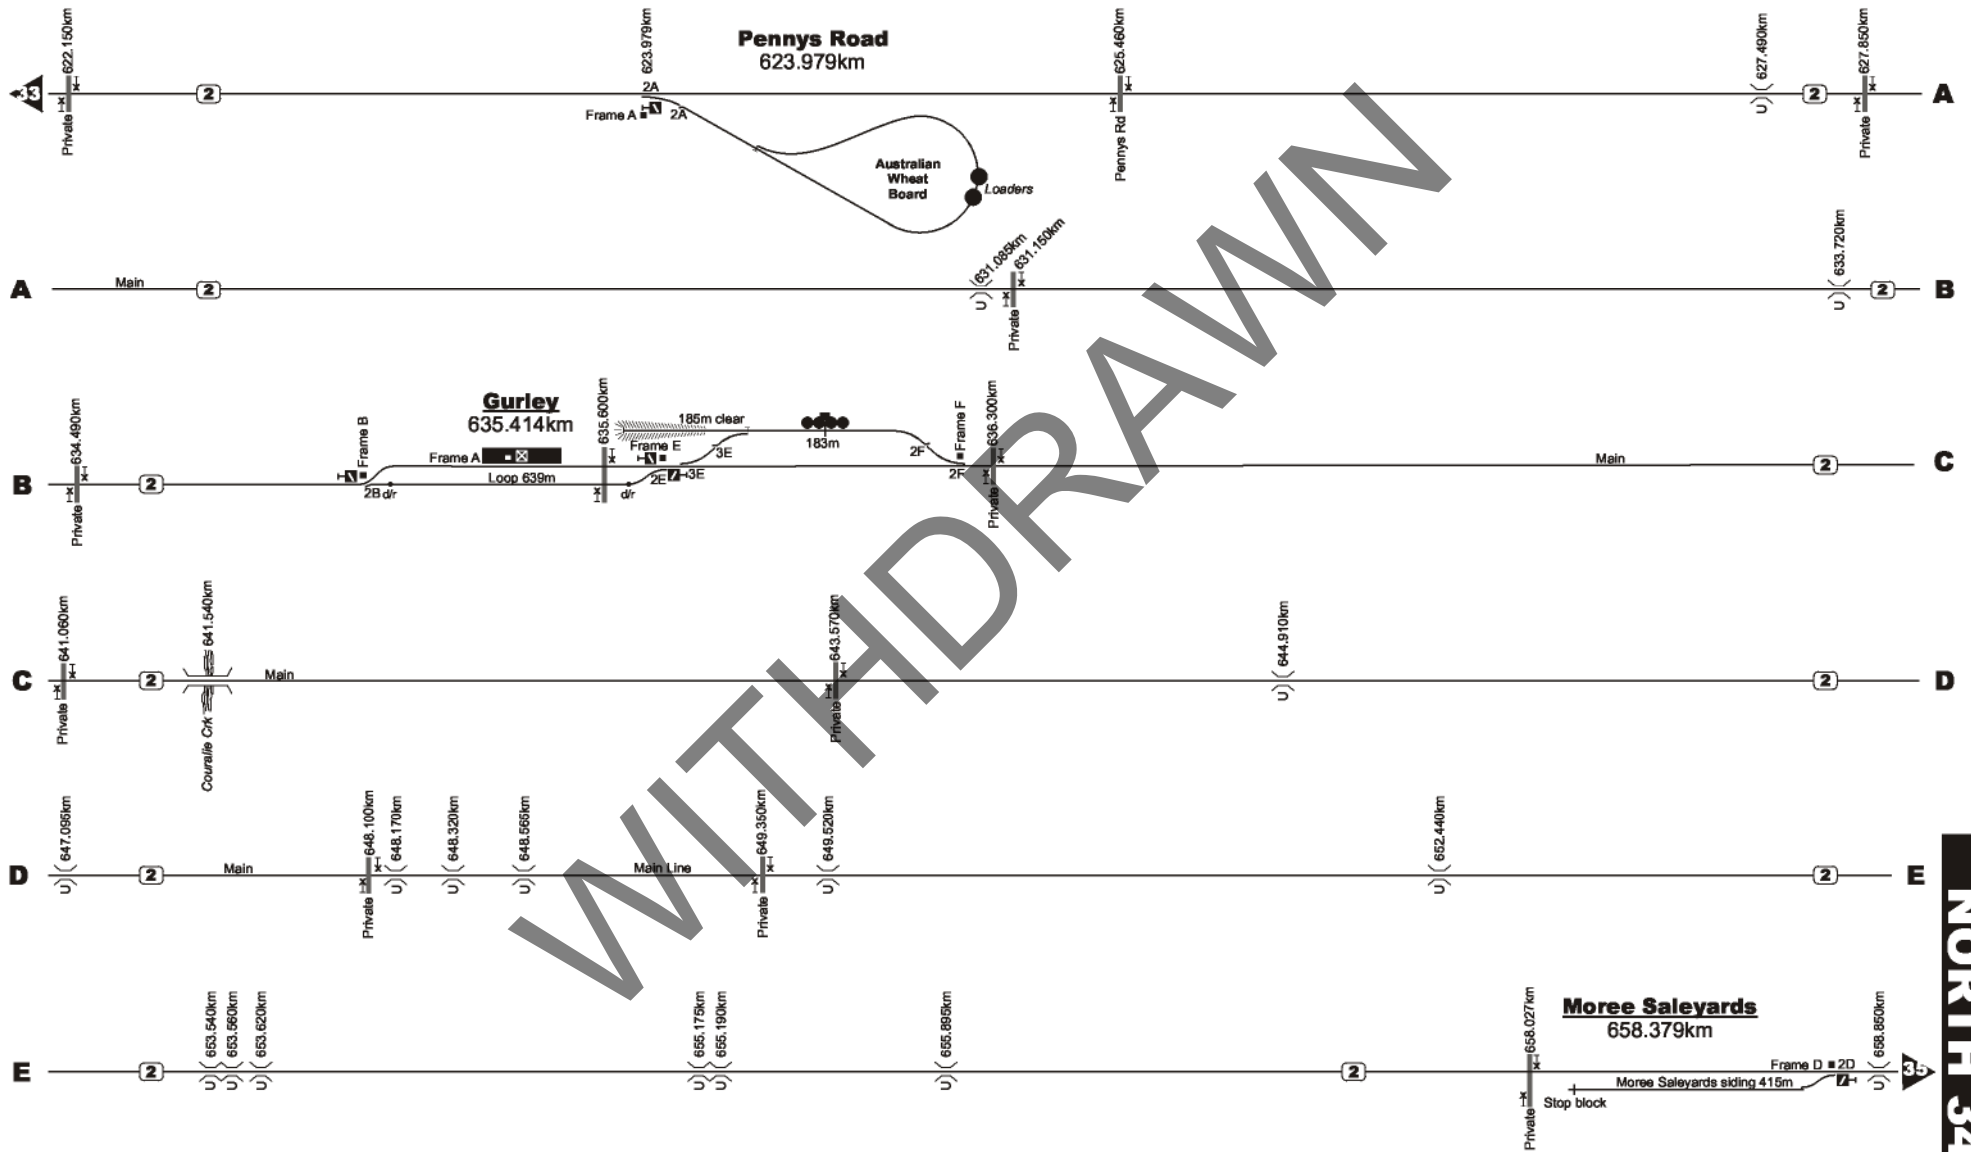 Pennys Road
623.979km
33
622.150km
Private
2
623.979km
2A
Frame A
2A
Australian
Wheat
Board
Loaders
625.460km
Pennys Rd
627.490km
U
2
627.850km
Private
A
A
Main
2
631.085km
U
631.150km
Private
633.720km
U
2
B
B
634.490km
Private
2
Frame B
2B d/r
Gurley
635.414km
Frame A
Loop 639m
635.600km
d/r
185m clear
Frame E
2E
3E
3E
183m
2F
Frame F
2F
636.300km
Private
Main
2
C
C
641.060km
Private
2
641.540km
Couralie Crk
Main
643.570km
Private
644.910km
U
2
D
D
647.095km
U
2
Main
648.100km
Private
648.170km
U
648.320km
U
648.565km
U
Main Line
649.350km
Private
649.520km
U
652.440km
U
2
E
E
2
653.540km
U
653.560km
U
653.620km
U
655.175km
U
655.190km
U
655.895km
U
2
658.027km
Private
Moree Saleyards
658.379km
Frame D
2D
Moree Saleyards siding 415m
Stop block
658.850km
U
35
NORTH 34
WITHDRAWN